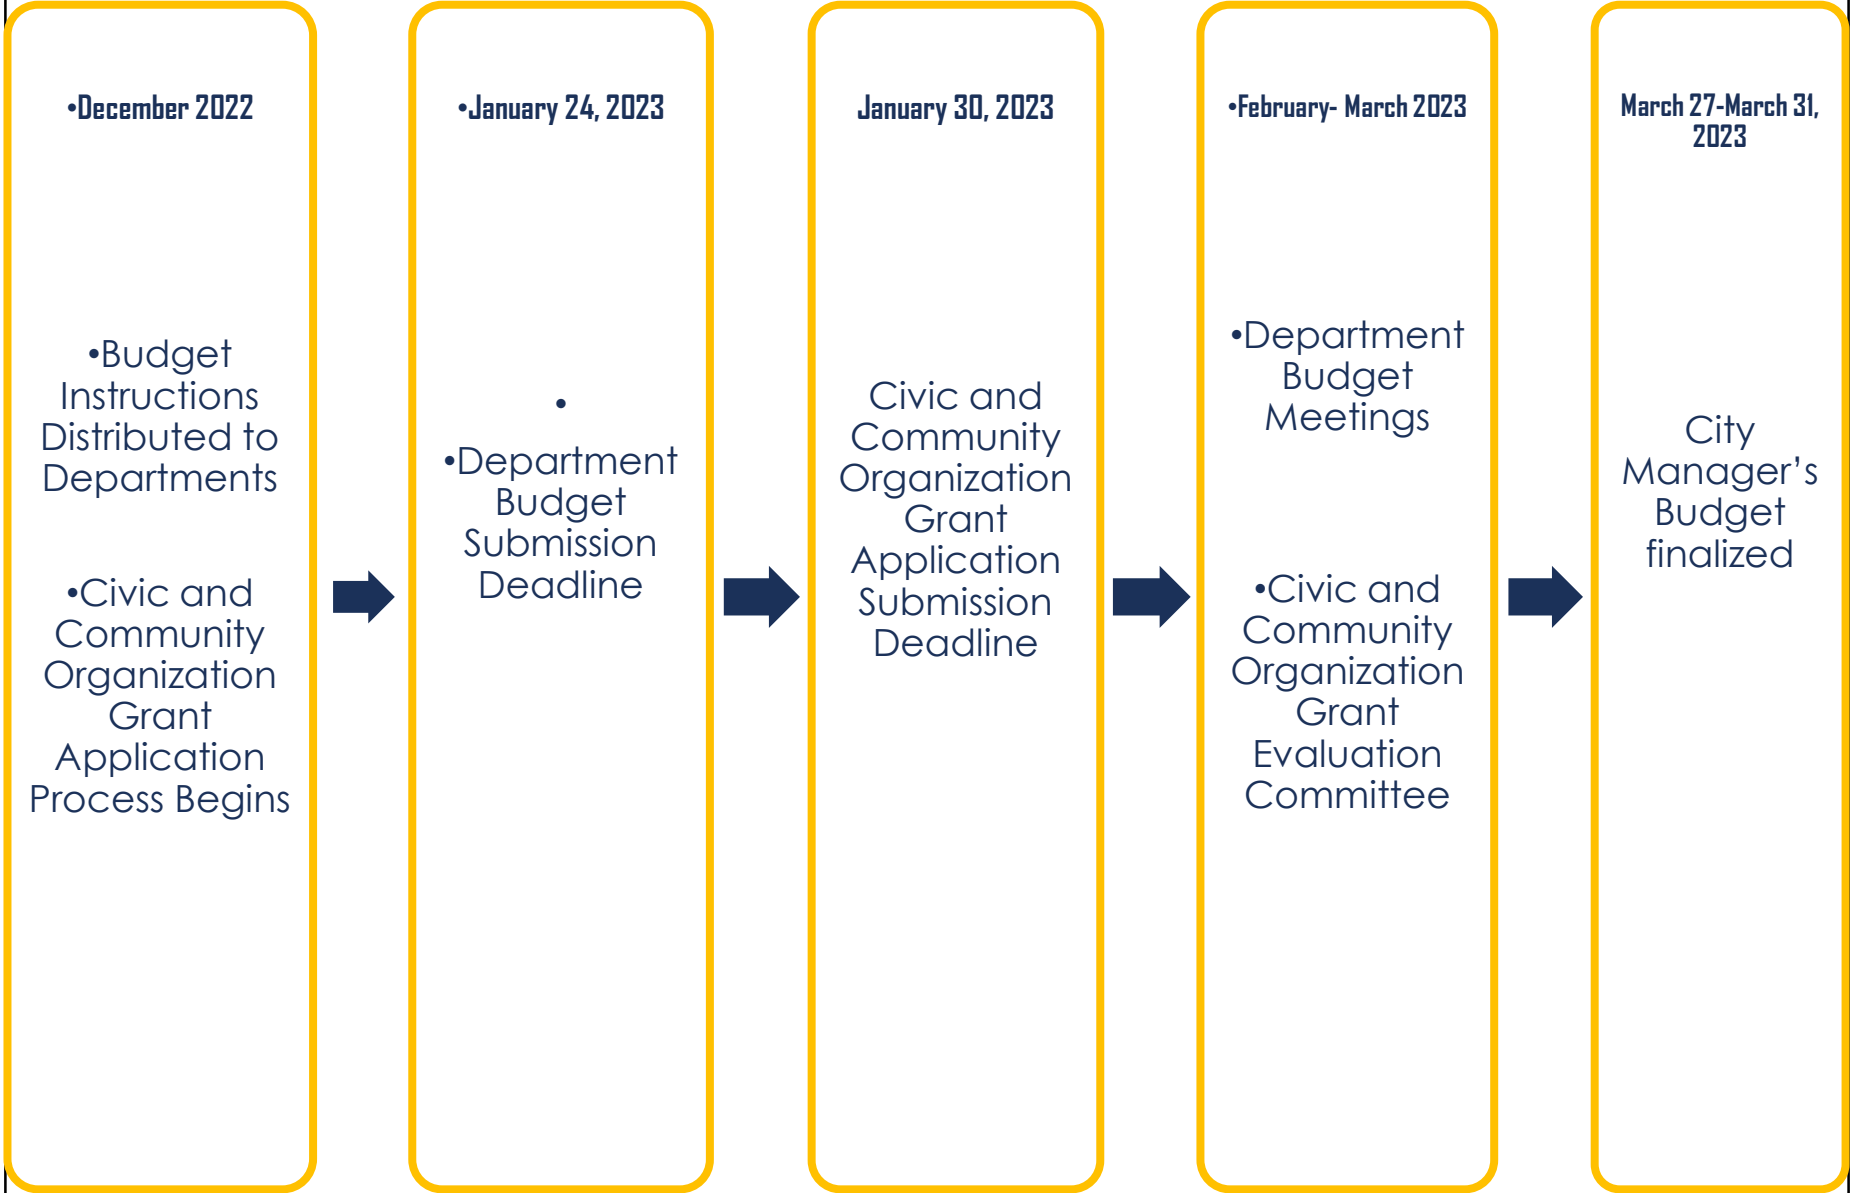 •December 2022
•Budget
Instructions
Distributed to
Departments
•Civic and
Community
Organization
Grant
Application
Process Begins
•January 24, 2023
•
•Department
Budget
Submission
Deadline
January 30, 2023
Civic and
Community
Organization
Grant
Application
Submission
Deadline
•February- March 2023
•Department
Budget
Meetings
•Civic and
Community
Organization
Grant
Evaluation
Committee
March 27-March 31,
2023
City
Manager’s
Budget
finalized